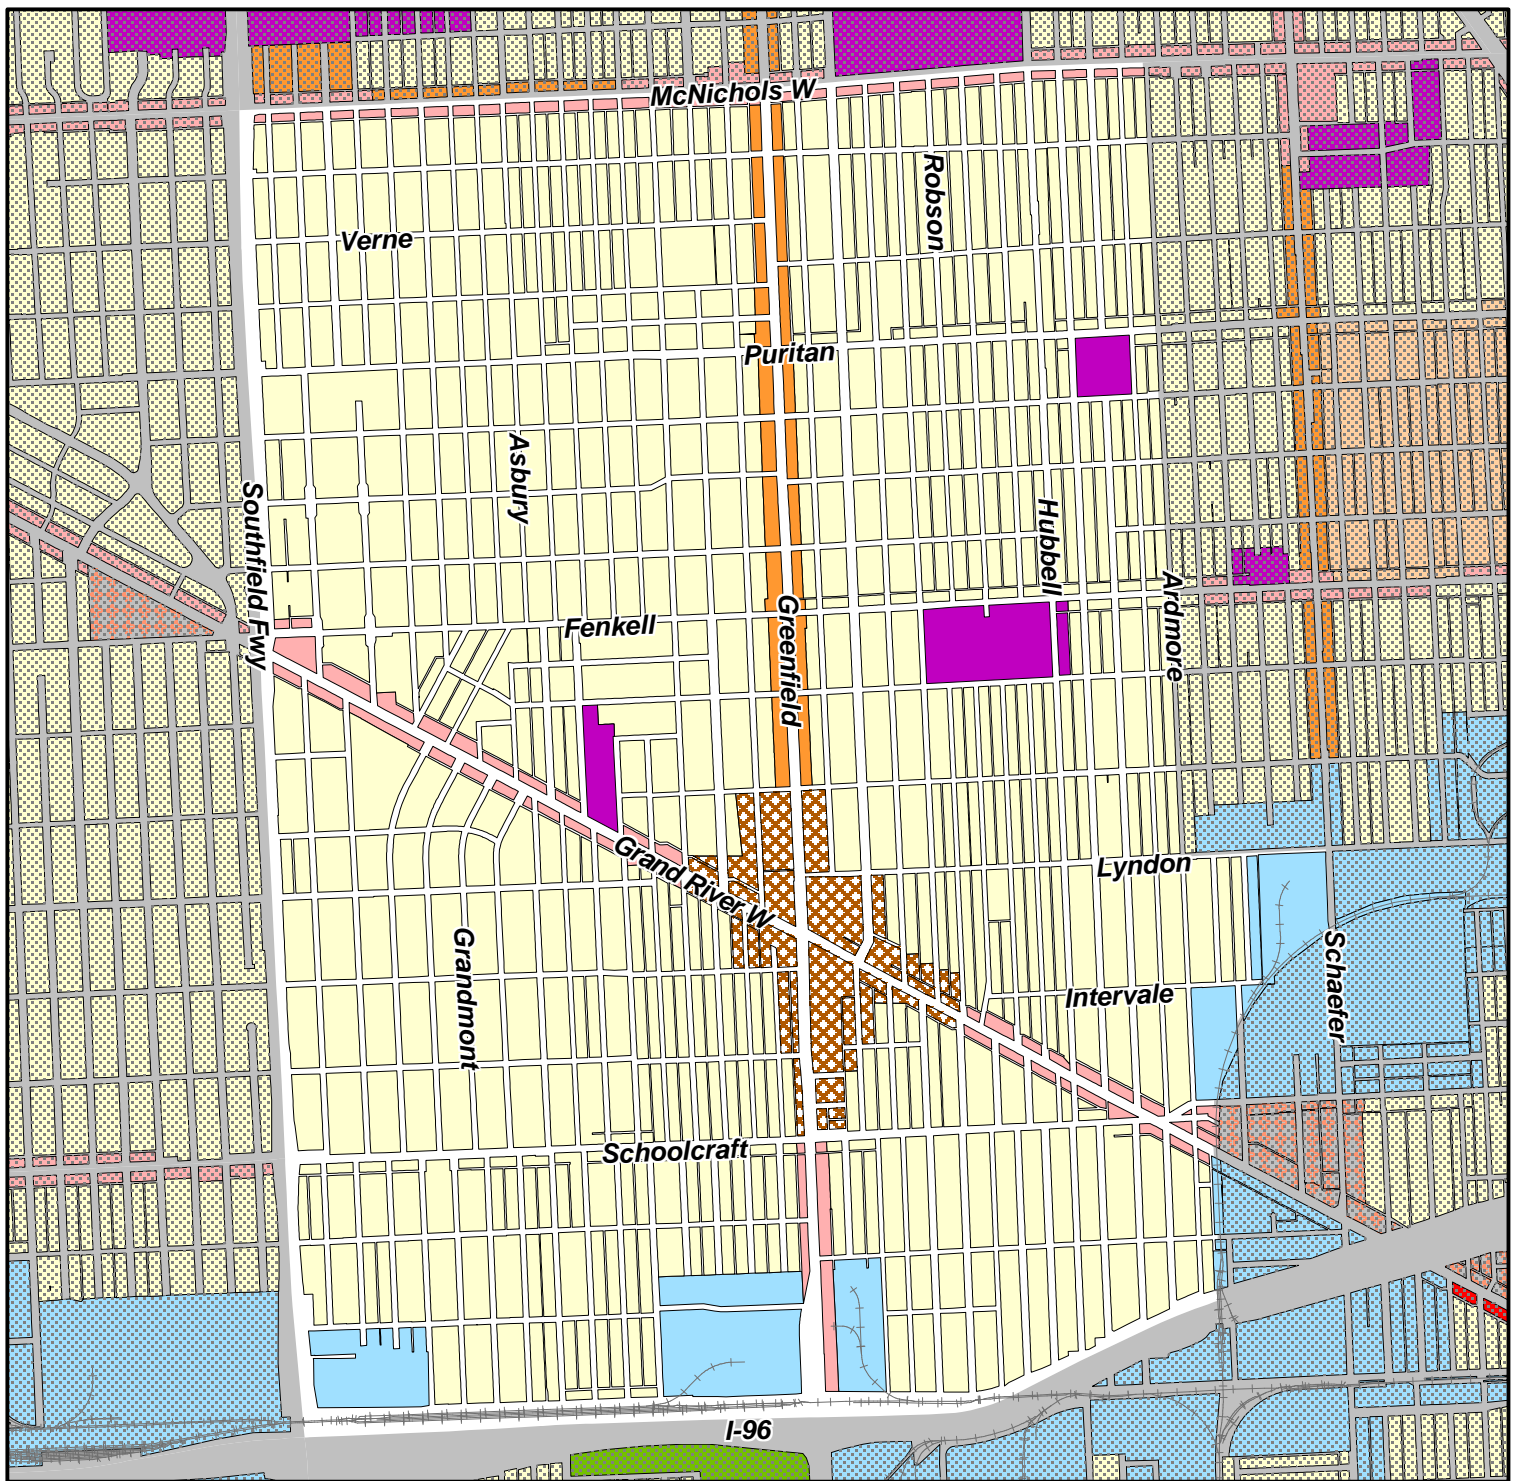 McNichols W
Robson
Verne
Puritan
Asbury
Southfield Fwy
Hubbell
Ardmore
Greenfield
Fenkell
Grand River W
Lyndon
Grandmont
Schaefer
Intervale
Schoolcraft
I-96